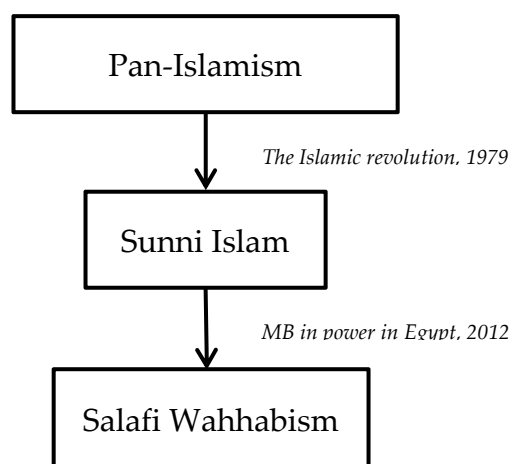 Pan-Islamism
The Islamic revolution, 1979
Sunni Islam
MB in power in Egypt, 2012
Salafi Wahhabism